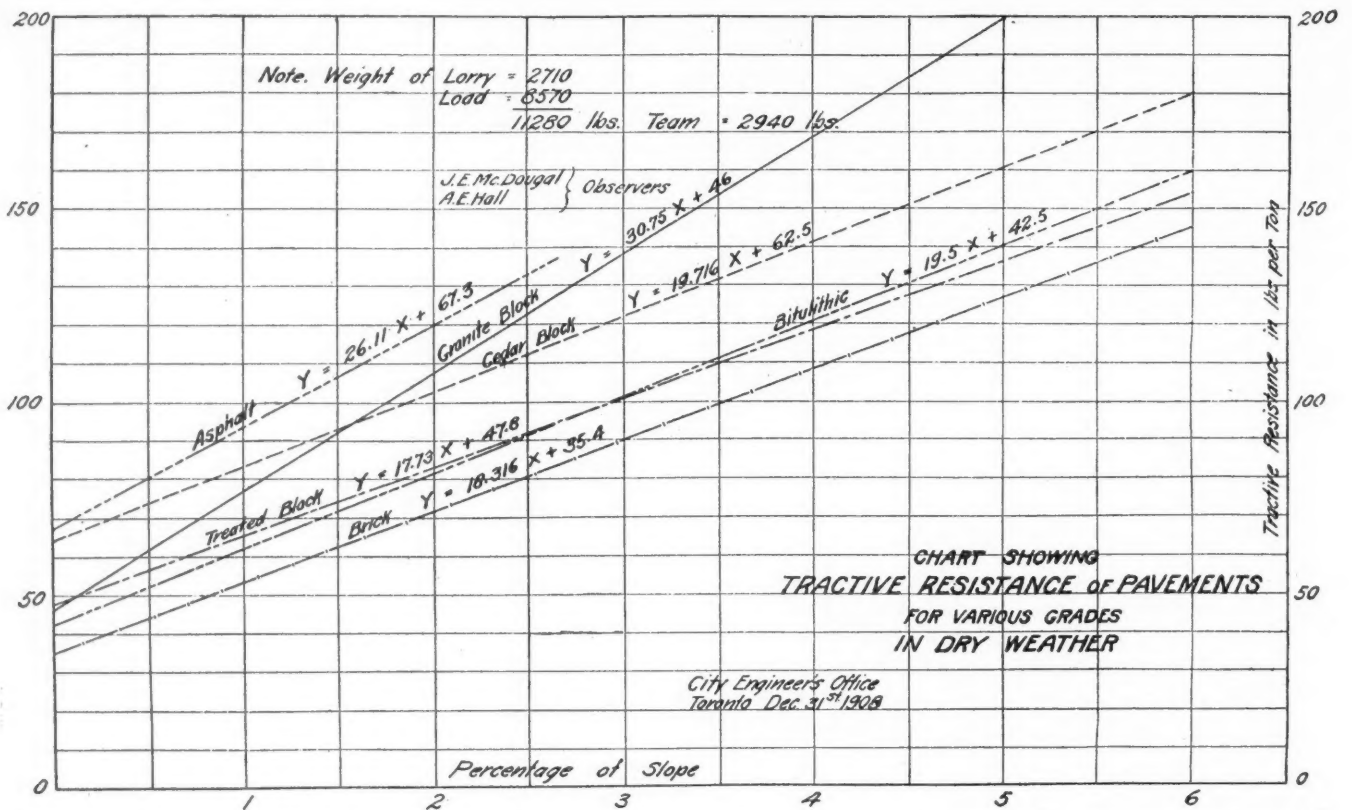 200
200
Note. Weight of Lorry = 2710
Load = 8570
11280 lbs. Team = 2940 lbs.
J.E. Mc.Dougal
A.E. Hall
} Observers
150
150
Y = 30.75 X + 46
Y = 19.716 X + 62.5
Y = 19.5 X + 42.5
Y = 26.11 X + 67.3
Granite Block
Cedar Block
Bitulithic
Tractive Resistance in lbs per Ton
100
100
Asphalt
Y = 17.73 X + 47.8
Y = 18.316 X + 35.4
Treated Block
Brick
CHART SHOWING
TRACTIVE RESISTANCE OF PAVEMENTS
FOR VARIOUS GRADES
IN DRY WEATHER
50
50
City Engineer's Office
Toronto Dec. 31st 1908
Percentage of Slope
0
0
1
2
3
4
5
6